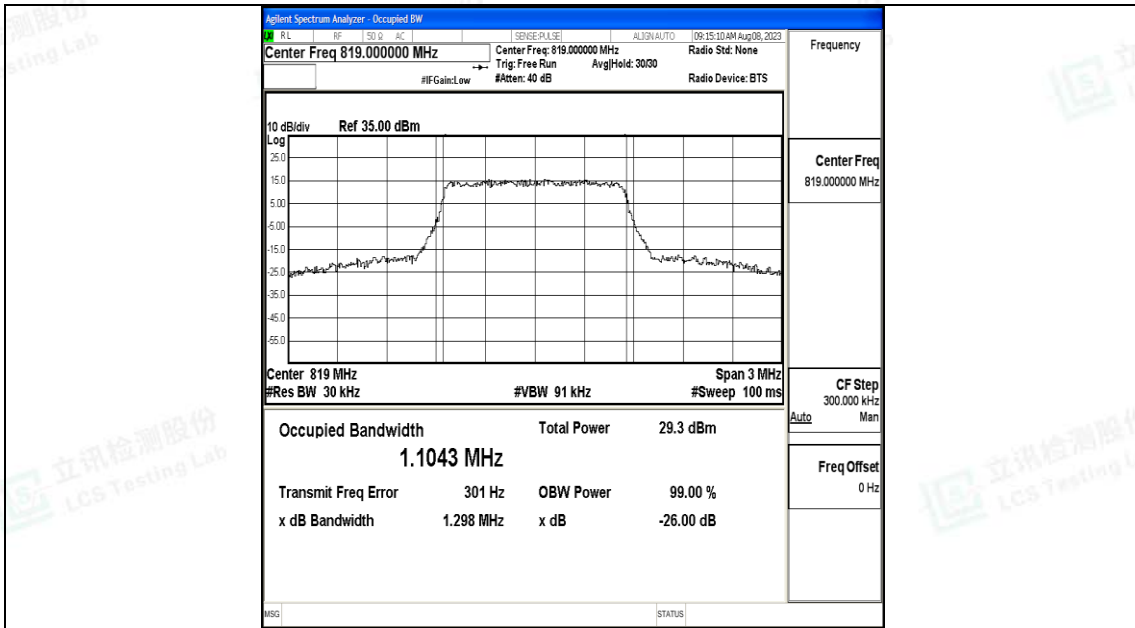 Agilent Spectrum Analyzer - Occupied BW
RL RF 50 Ω AC SENSE:PULSE ALIGN AUTO 09:15:10 AM Aug 08, 2023
Center Freq 819.000000 MHz
Center Freq: 819.000000 MHz Radio Std: None
Trig: Free Run Avg|Hold: 30/30
#IFGain:Low #Atten: 40 dB Radio Device: BTS
10 dB/div Ref 35.00 dBm
Log
25.0
15.0
5.00
-5.00
-15.0
-25.0
-35.0
-45.0
-55.0
Center 819 MHz Span 3 MHz
#Res BW 30 kHz #VBW 91 kHz #Sweep 100 ms
Occupied Bandwidth Total Power 29.3 dBm
1.1043 MHz
Transmit Freq Error 301 Hz OBW Power 99.00 %
x dB Bandwidth 1.298 MHz x dB -26.00 dB
MSG STATUS
Frequency
Center Freq
819.000000 MHz
CF Step
300.000 kHz
Auto Man
Freq Offset
0 Hz
立讯检测股份
LCS Testing Lab
立讯检测股份
LCS Testing L